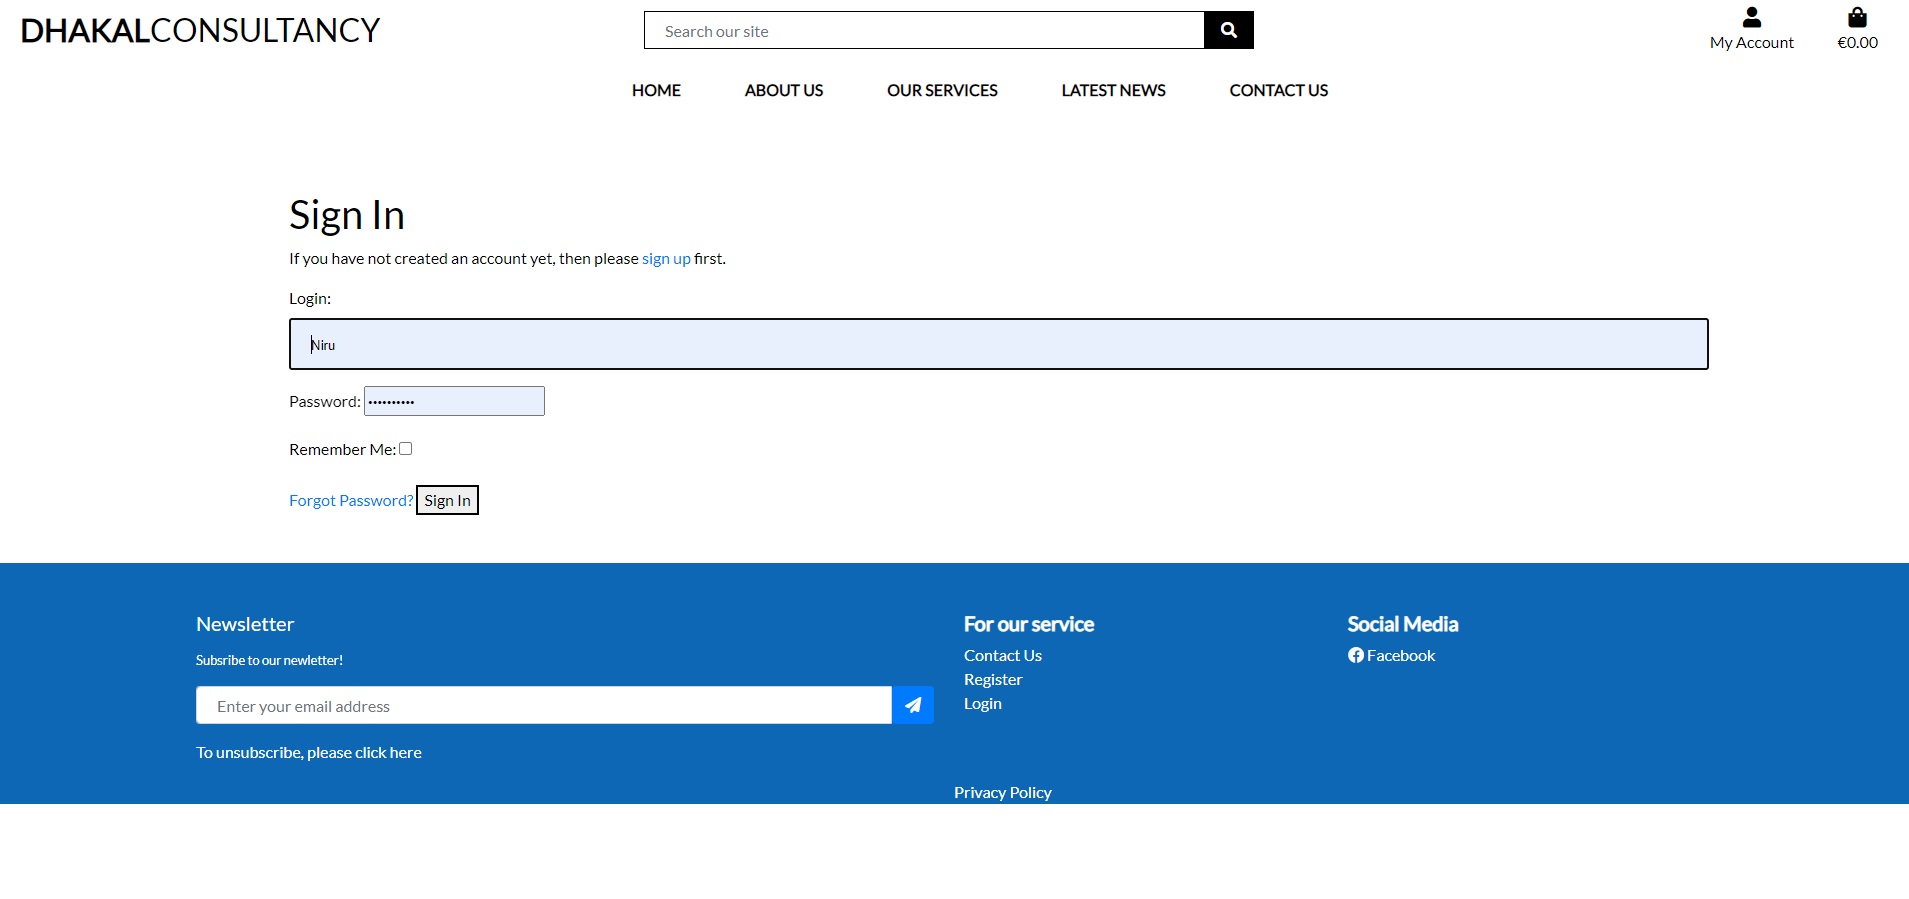 DHAKALCONSULTANCY
Search our site
My Account
€0.00
HOME ABOUT US OUR SERVICES LATEST NEWS CONTACT US
Sign In
If you have not created an account yet, then please sign up first.
Login:
Niru
Password: ••••••••••
Remember Me:
Forgot Password? Sign In
Newsletter
Subsribe to our newletter!
Enter your email address
To unsubscribe, please click here
For our service
Contact Us
Register
Login
Social Media
Facebook
Privacy Policy